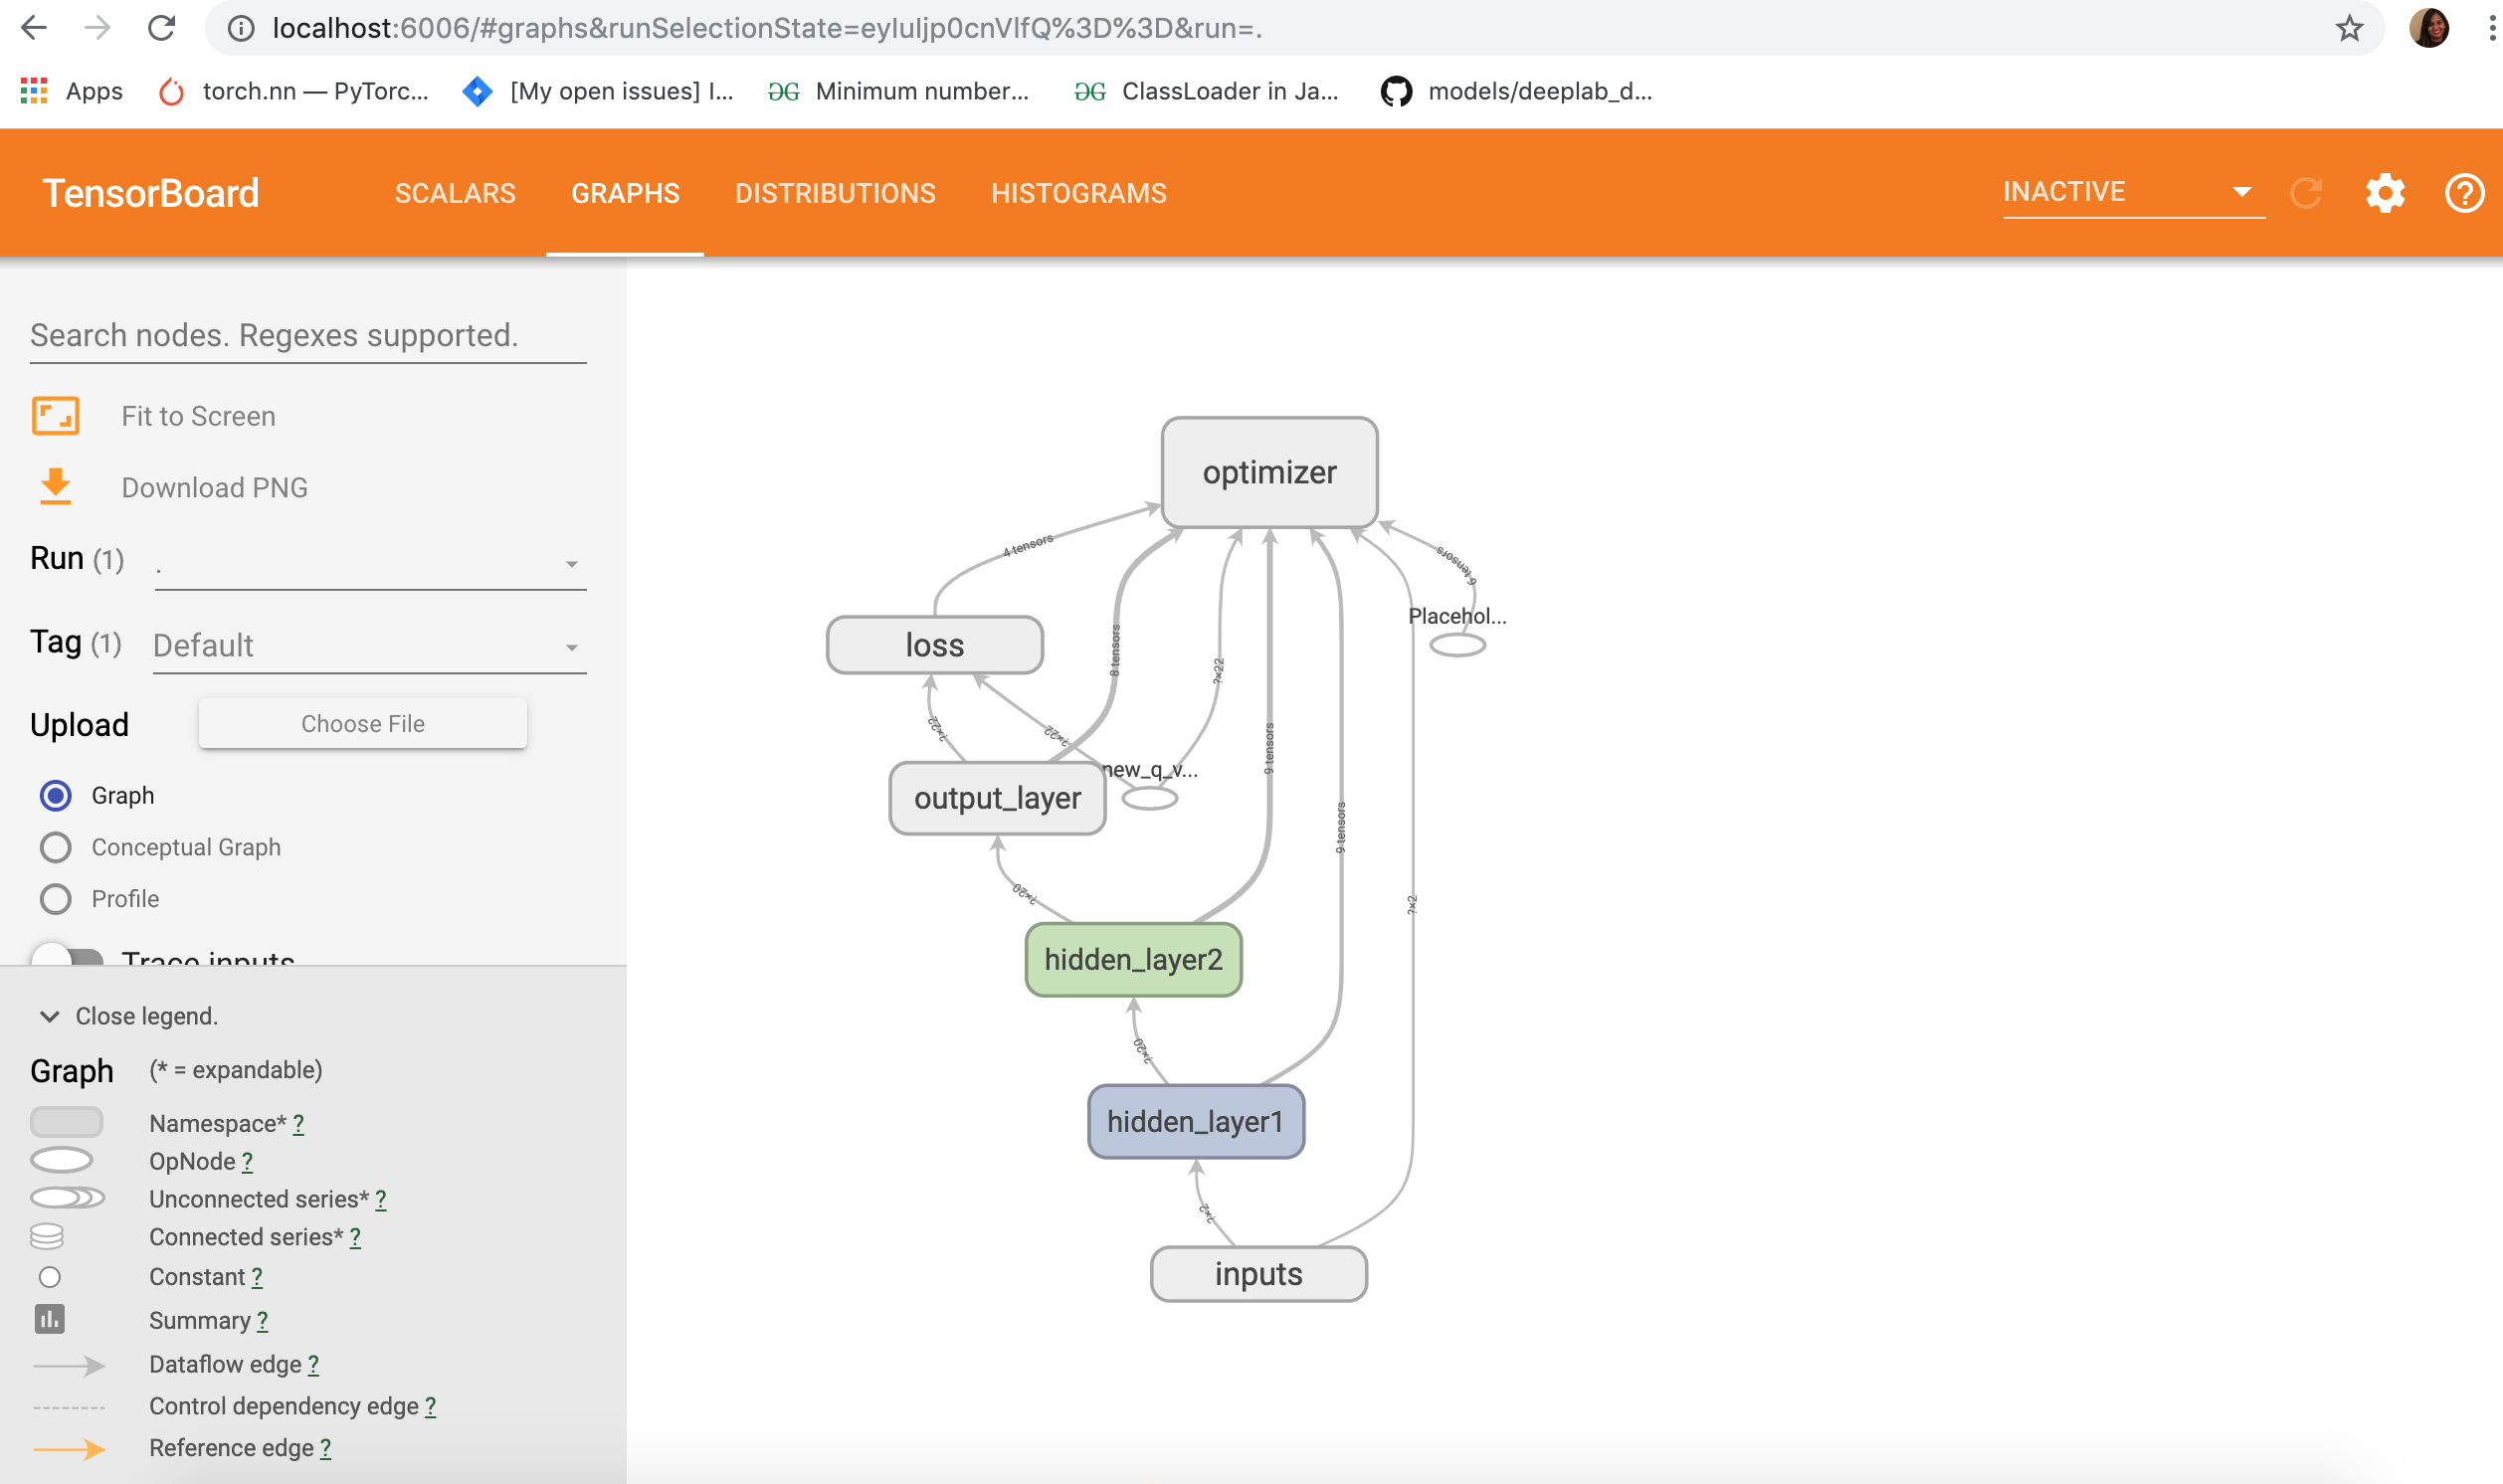 localhost:6006/#graphs&runSelectionState=eyIuIjp0cnVlfQ%3D%3D&run=.
Apps torch.nn — PyTorc... [My open issues] I... Minimum number... ClassLoader in Ja... models/deeplab_d...
TensorBoard SCALARS GRAPHS DISTRIBUTIONS HISTOGRAMS INACTIVE
Search nodes. Regexes supported.
Fit to Screen
Download PNG
Run (1) .
Tag (1) Default
Upload Choose File
Graph
Conceptual Graph
Profile
Trace inputs
Close legend.
Graph (* = expandable)
Namespace* ?
OpNode ?
Unconnected series* ?
Connected series* ?
Constant ?
Summary ?
Dataflow edge ?
Control dependency edge ?
Reference edge ?
optimizer
4 tensors
6 tensors
Placehol...
loss
8 tensors
?×22
?×22
?×22
9 tensors
new_q_v...
output_layer
9 tensors
?×20
?×2
hidden_layer2
?×20
hidden_layer1
?×2
inputs